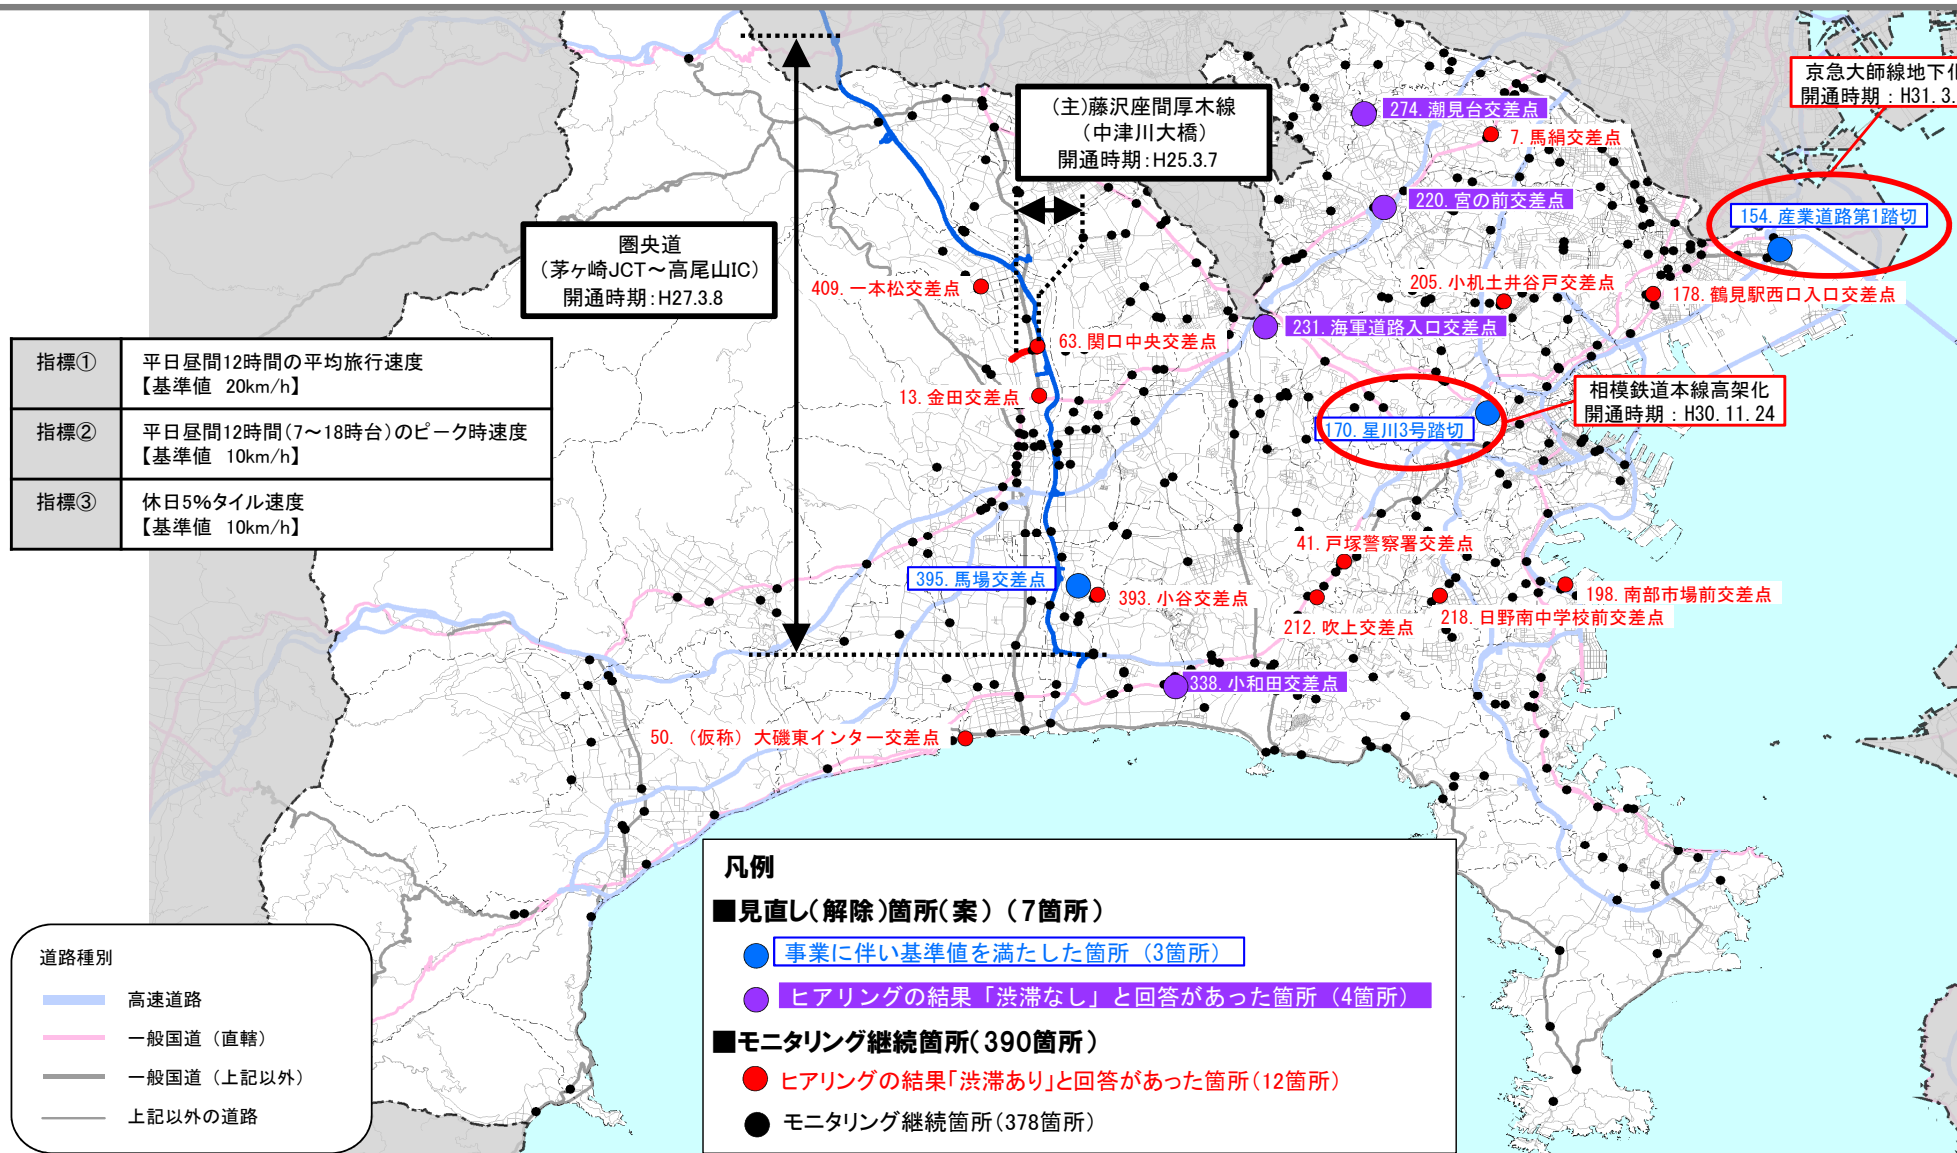 京急大師線地下化
開通時期：H31.3.
(主)藤沢座間厚木線
(中津川大橋)
開通時期：H25.3.7
274.潮見台交差点
7.馬絹交差点
220.宮の前交差点
154.産業道路第1踏切
圏央道
(茅ヶ崎JCT～高尾山IC)
開通時期：H27.3.8
409.一本松交差点
205.小机土井谷戸交差点
178.鶴見駅西口入口交差点
231.海軍道路入口交差点
63.関口中央交差点
13.金田交差点
相模鉄道本線高架化
開通時期：H30.11.24
170.星川3号踏切
指標① 平日昼間12時間の平均旅行速度
【基準値 20km/h】
指標② 平日昼間12時間(7～18時台)のピーク時速度
【基準値 10km/h】
指標③ 休日5%タイル速度
【基準値 10km/h】
41.戸塚警察署交差点
395.馬場交差点
393.小谷交差点
198.南部市場前交差点
212.吹上交差点
218.日野南中学校前交差点
338.小和田交差点
50.（仮称）大磯東インター交差点
凡例
■見直し(解除)箇所(案)（7箇所）
事業に伴い基準値を満たした箇所（3箇所）
ヒアリングの結果「渋滞なし」と回答があった箇所（4箇所）
■モニタリング継続箇所(390箇所)
ヒアリングの結果「渋滞あり」と回答があった箇所(12箇所)
モニタリング継続箇所(378箇所)
道路種別
高速道路
一般国道（直轄）
一般国道（上記以外）
上記以外の道路